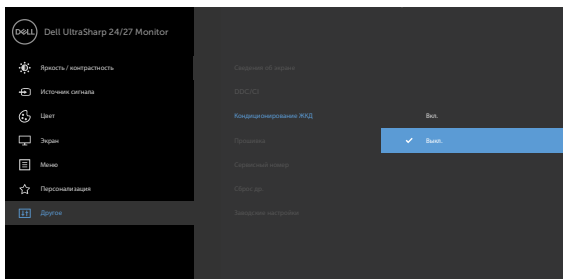 DELL
Dell UltraSharp 24/27 Monitor
Яркость / контрастность
Источник сигнала
Цвет
Экран
Меню
Персонализация
Другое
Сведения об экране
DDC/CI
Кондиционирование ЖКД
Прошивка
Сервисный номер
Сброс др.
Заводские настройки
Вкл.
Выкл.